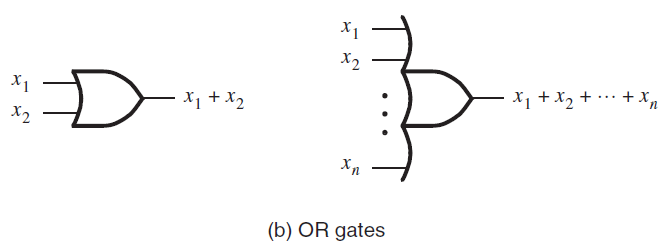 x₁
x₂
x₁ + x₂
x₁
x₂
xₙ
x₁ + x₂ + ⋯ + xₙ
(b) OR gates